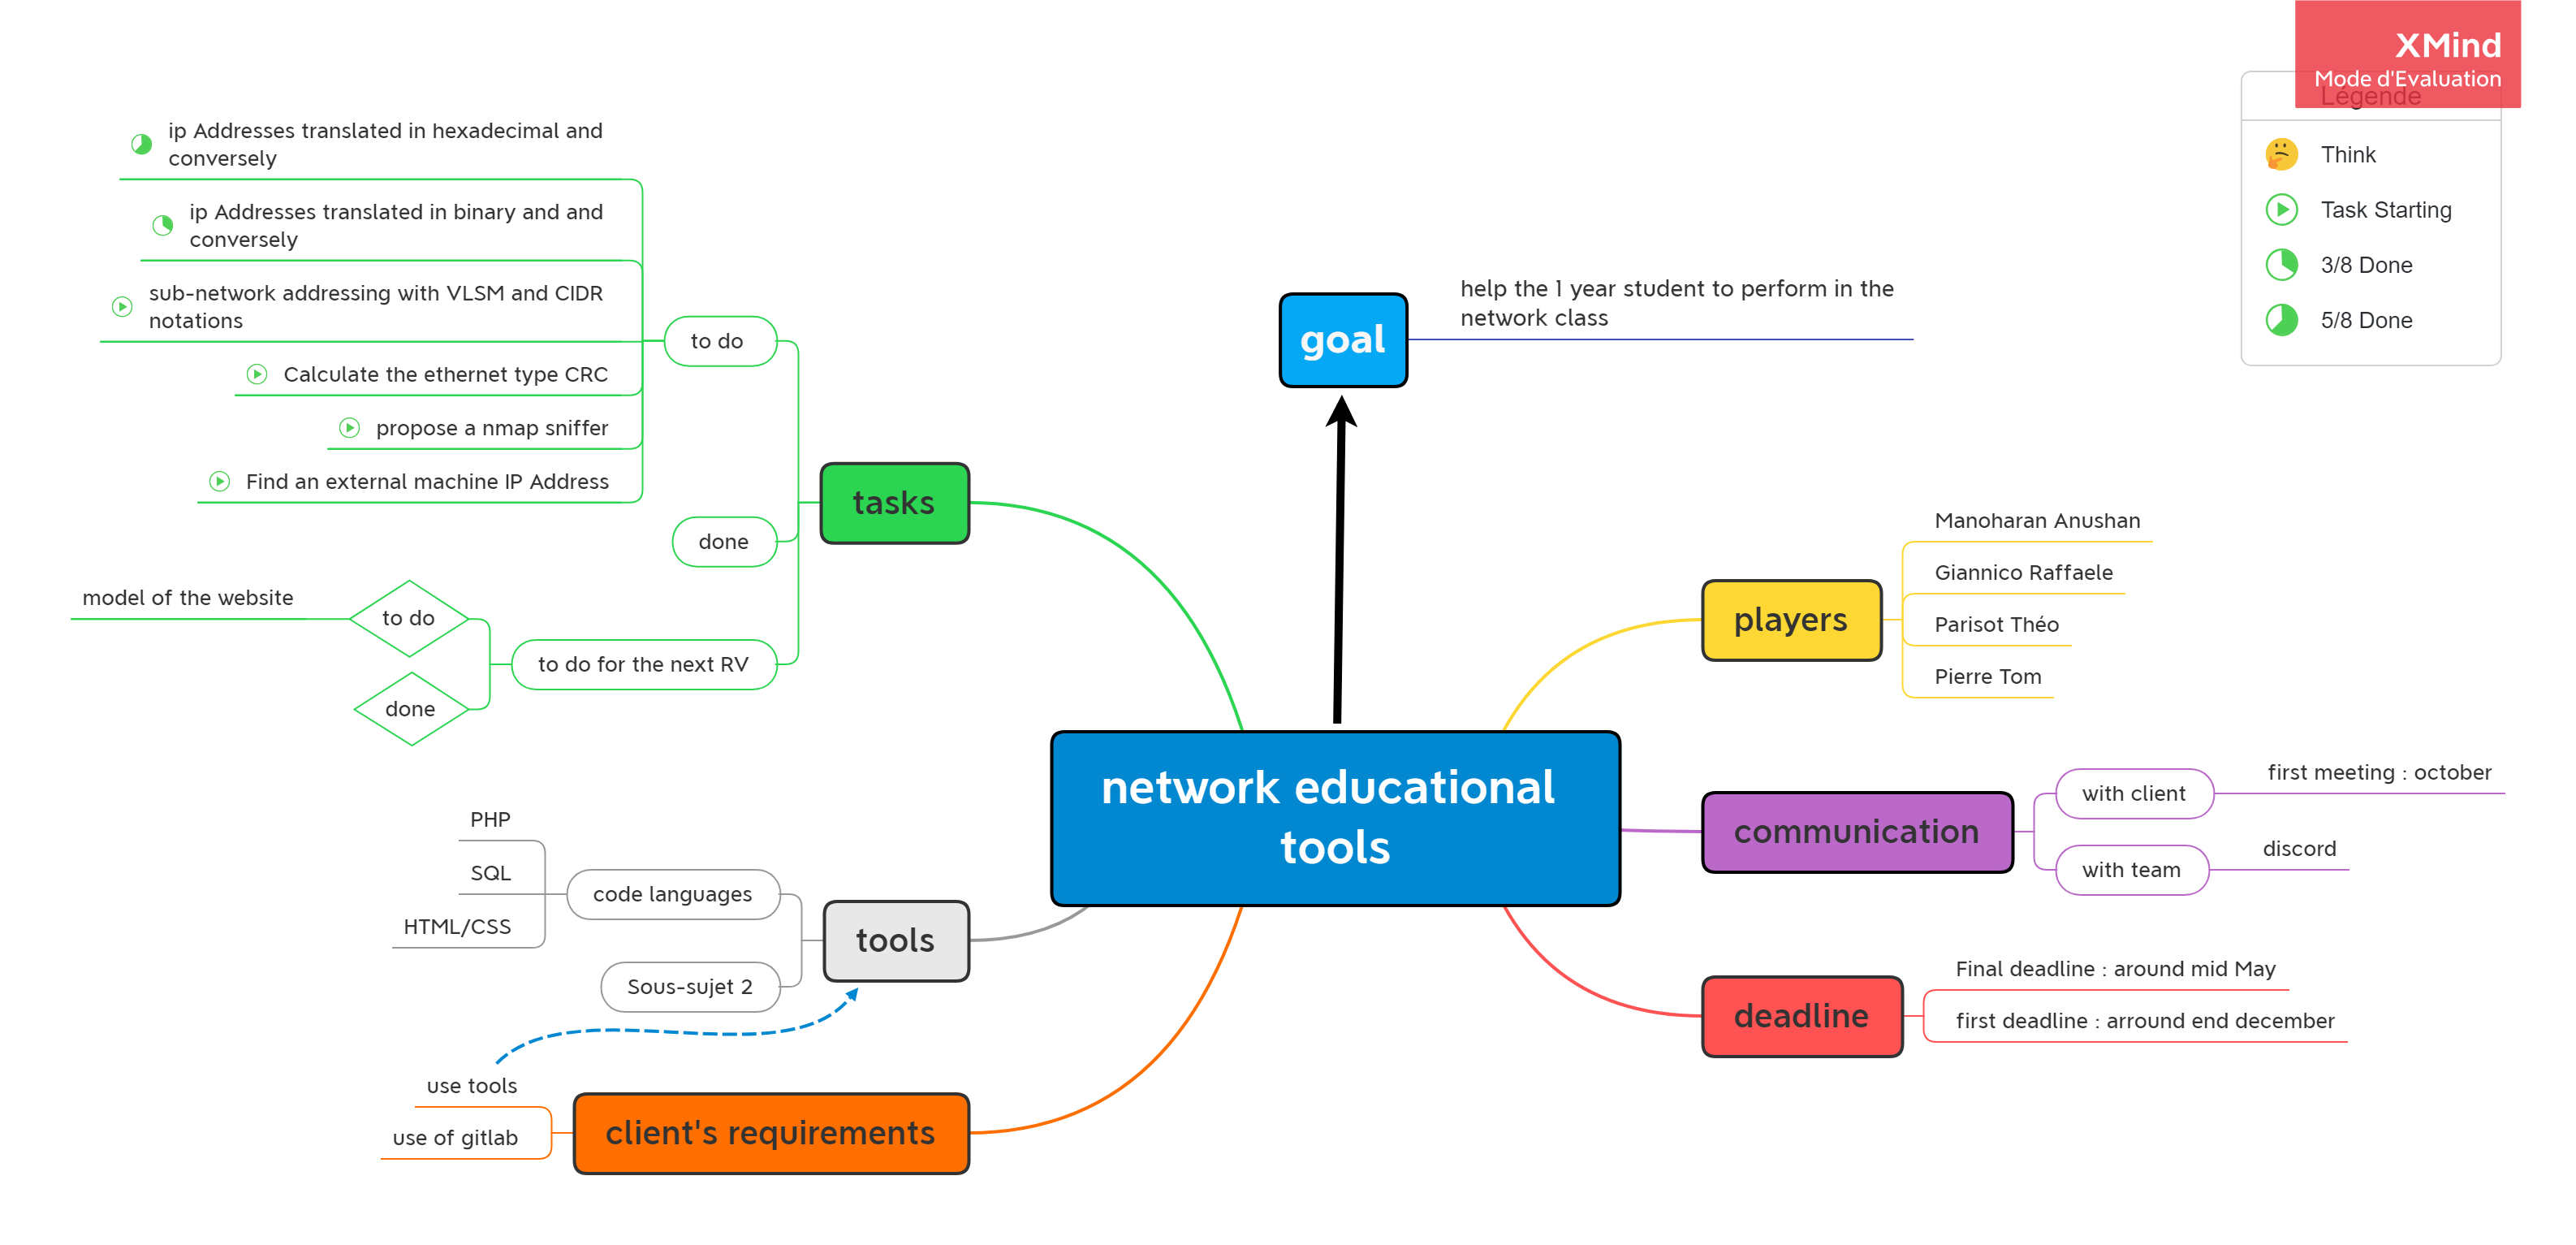 XMind
Mode d'Evaluation
Légende
Think
Task Starting
3/8 Done
5/8 Done
ip Addresses translated in hexadecimal and
conversely
ip Addresses translated in binary and and
conversely
sub-network addressing with VLSM and CIDR
notations
Calculate the ethernet type CRC
propose a nmap sniffer
Find an external machine IP Address
to do
done
to do for the next RV
to do
model of the website
done
tasks
goal
help the 1 year student to perform in the
network class
players
Manoharan Anushan
Giannico Raffaele
Parisot Théo
Pierre Tom
network educational
tools
communication
with client
first meeting : october
with team
discord
PHP
SQL
HTML/CSS
code languages
Sous-sujet 2
tools
deadline
Final deadline : around mid May
first deadline : arround end december
use tools
use of gitlab
client's requirements